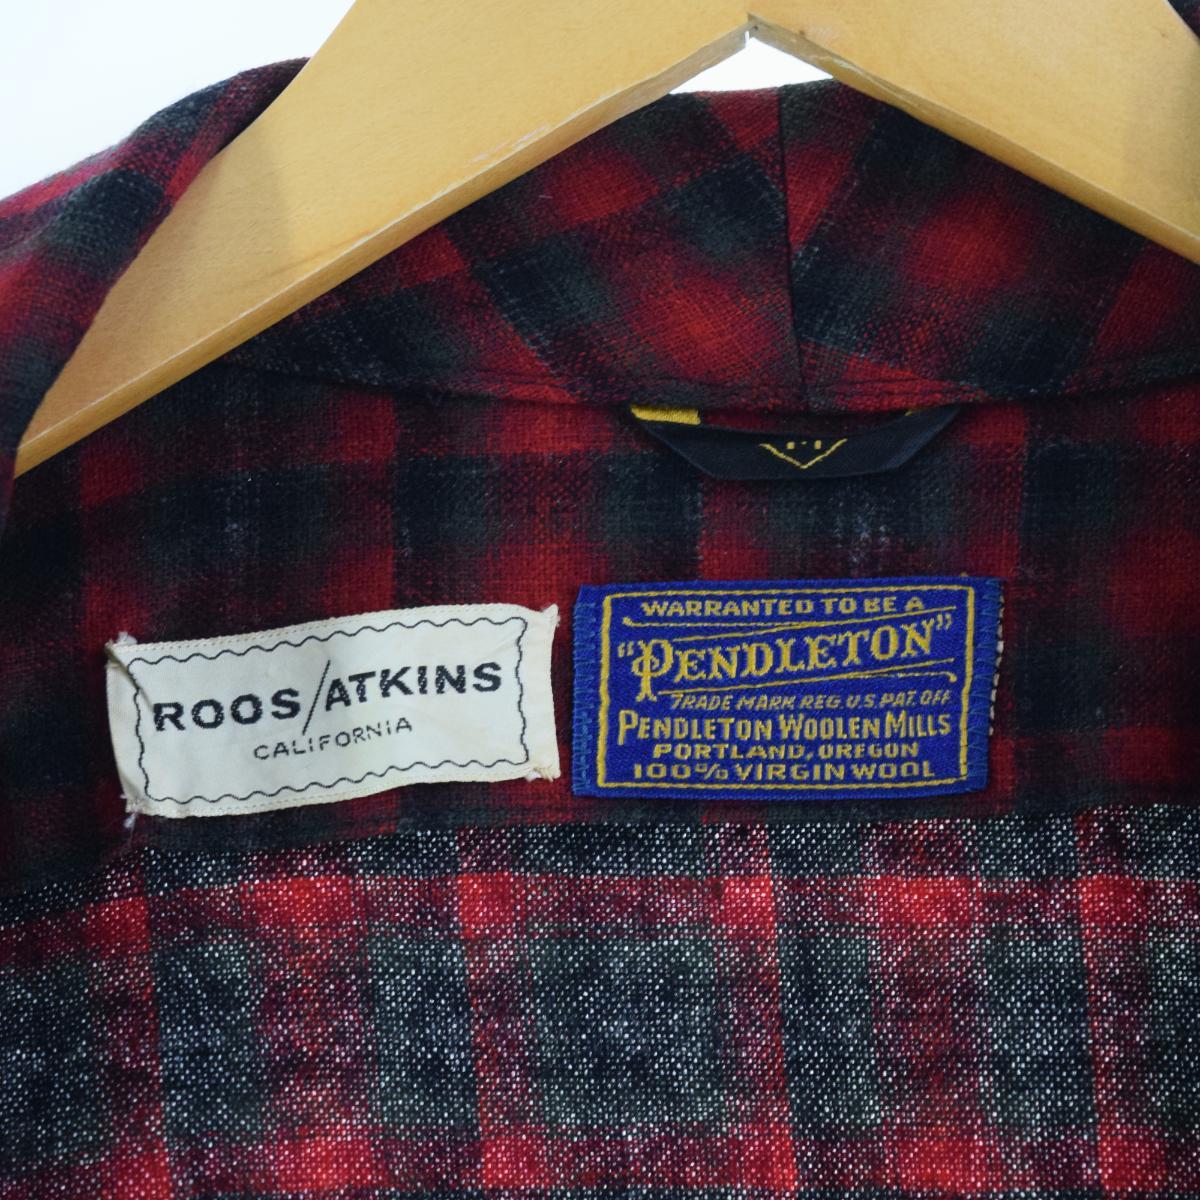 ROOS/ATKINS
CALIFORNIA
M
WARRANTED TO BE A
"PENDLETON"
TRADE MARK REG. U.S. PAT. OFF
PENDLETON WOOLEN MILLS
PORTLAND, OREGON
100% VIRGIN WOOL